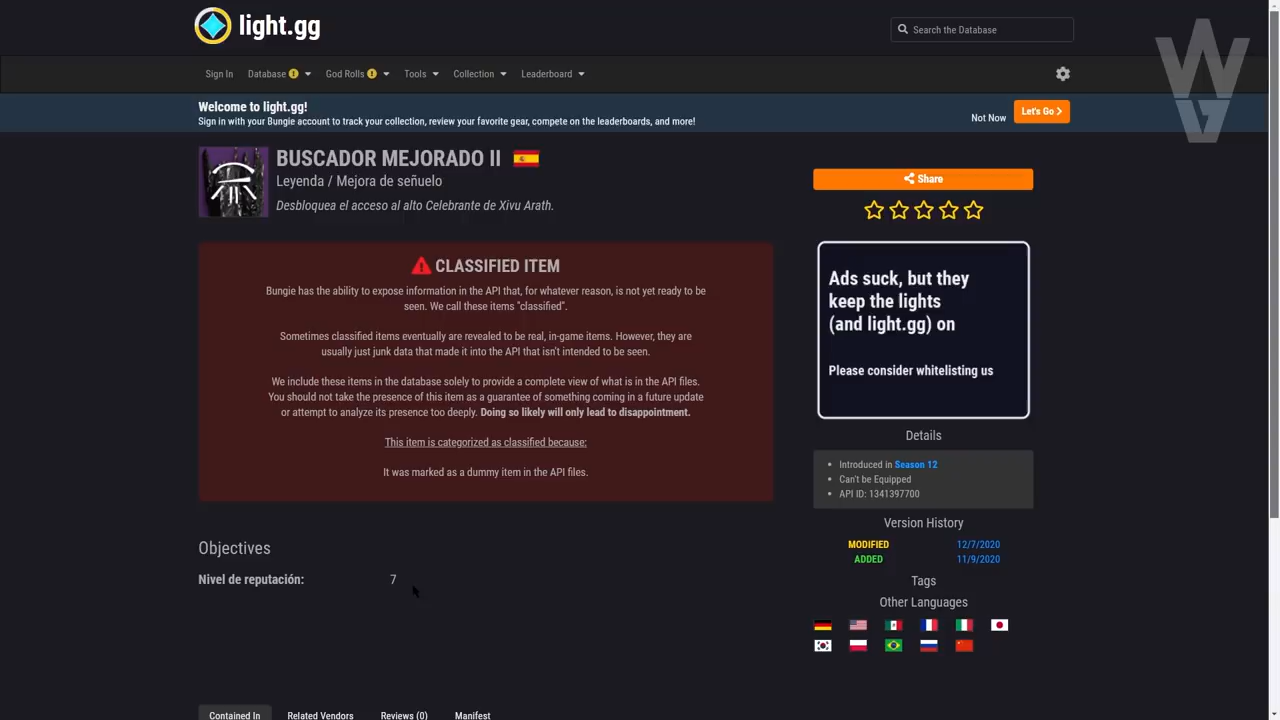 light.gg
Search the Database
Sign In Database God Rolls Tools Collection Leaderboard
Welcome to light.gg!
Sign in with your Bungie account to track your collection, review your favorite gear, compete on the leaderboards, and more!
Not Now Let's Go
WG
BUSCADOR MEJORADO II
Leyenda / Mejora de señuelo
Desbloquea el acceso al alto Celebrante de Xivu Arath.
CLASSIFIED ITEM
Bungie has the ability to expose information in the API that, for whatever reason, is not yet ready to be
seen. We call these items "classified".
Sometimes classified items eventually are revealed to be real, in-game items. However, they are
usually just junk data that made it into the API that isn't intended to be seen.
We include these items in the database solely to provide a complete view of what is in the API files.
You should not take the presence of this item as a guarantee of something coming in a future update
or attempt to analyze its presence too deeply. Doing so likely will only lead to disappointment.
This item is categorized as classified because:
It was marked as a dummy item in the API files.
Objectives
Nivel de reputación: 7
Contained In Related Vendors Reviews (0) Manifest
Share
Ads suck, but they
keep the lights
(and light.gg) on
Please consider whitelisting us
Details
Introduced in Season 12
Can't be Equipped
API ID: 1341397700
Version History
MODIFIED 12/7/2020
ADDED 11/9/2020
Tags
Other Languages